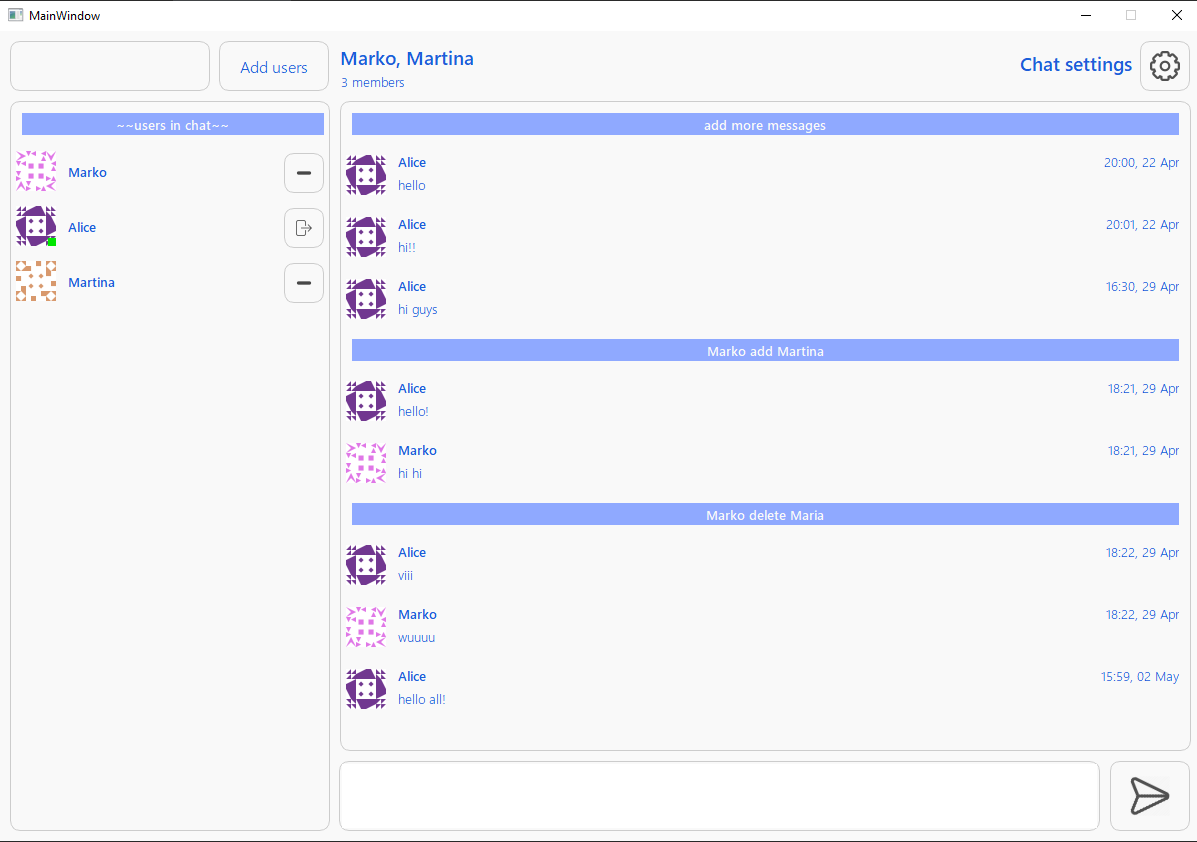 MainWindow
Add users
Marko, Martina
3 members
Chat settings
~~users in chat~~
Marko
Alice
Martina
add more messages
Alice
20:00, 22 Apr
hello
Alice
20:01, 22 Apr
hi!!
Alice
16:30, 29 Apr
hi guys
Marko add Martina
Alice
18:21, 29 Apr
hello!
Marko
18:21, 29 Apr
hi hi
Marko delete Maria
Alice
18:22, 29 Apr
viii
Marko
18:22, 29 Apr
wuuuu
Alice
15:59, 02 May
hello all!